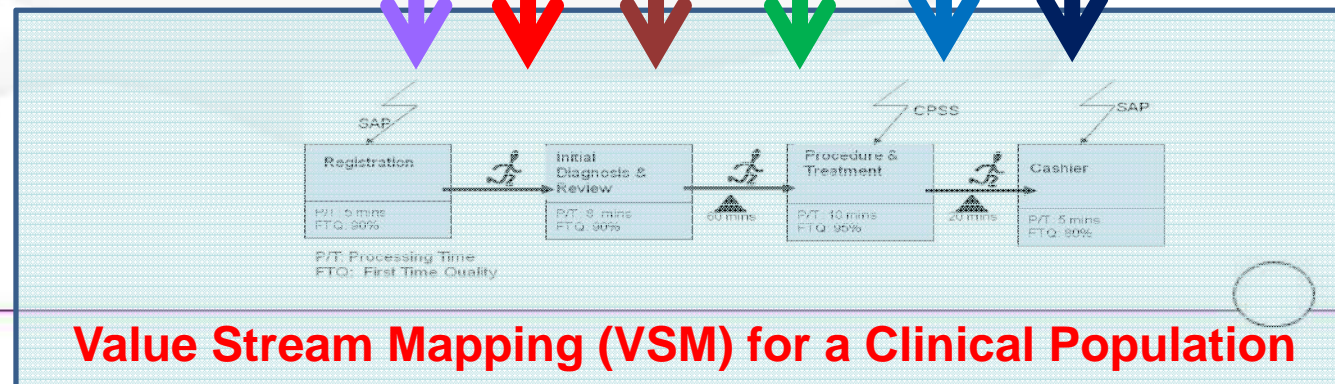 SAP
CPSS
SAP
Registration
Initial
Diagnosis &
Review
Procedure &
Treatment
Cashier
P/T: 5 mins
FTQ: 90%
P/T: 8 mins
FTQ: 90%
60 mins
P/T: 40 mins
FTQ: 95%
20 mins
P/T: 5 mins
FTQ: 80%
P/T: Processing Time
FTQ: First Time Quality
Value Stream Mapping (VSM) for a Clinical Population